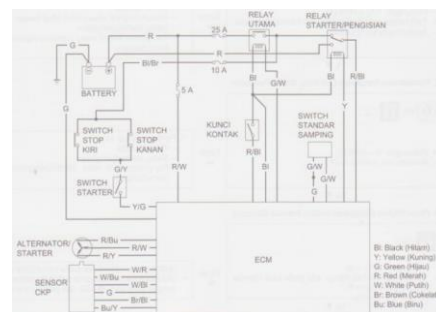 RELAY
UTAMA
RELAY
STARTER/PENGISIAN
25 A
R
G
R
Bl/Br
10 A
BATTERY
Bl
G/W
Bl
R/Bl
5 A
Y
G
KUNCI
KONTAK
SWITCH
STANDAR
SAMPING
SWITCH
STOP
KIRI
SWITCH
STOP
KANAN
R/Bl
Bl
G/W
G/W
G
G/Y
R/W
SWITCH
STARTER
Y/G
ALTERNATOR/
STARTER
R/Bu
R/W
R/Y
ECM
SENSOR
CKP
W/R
W/Bu
W/Bl
G
Br/Bl
Bu/Y
Bl: Black (Hitam)
Y: Yellow (Kuning)
G: Green (Hijau)
R: Red (Merah)
W: White (Putih)
Br: Brown (Cokelat)
Bu: Blue (Biru)